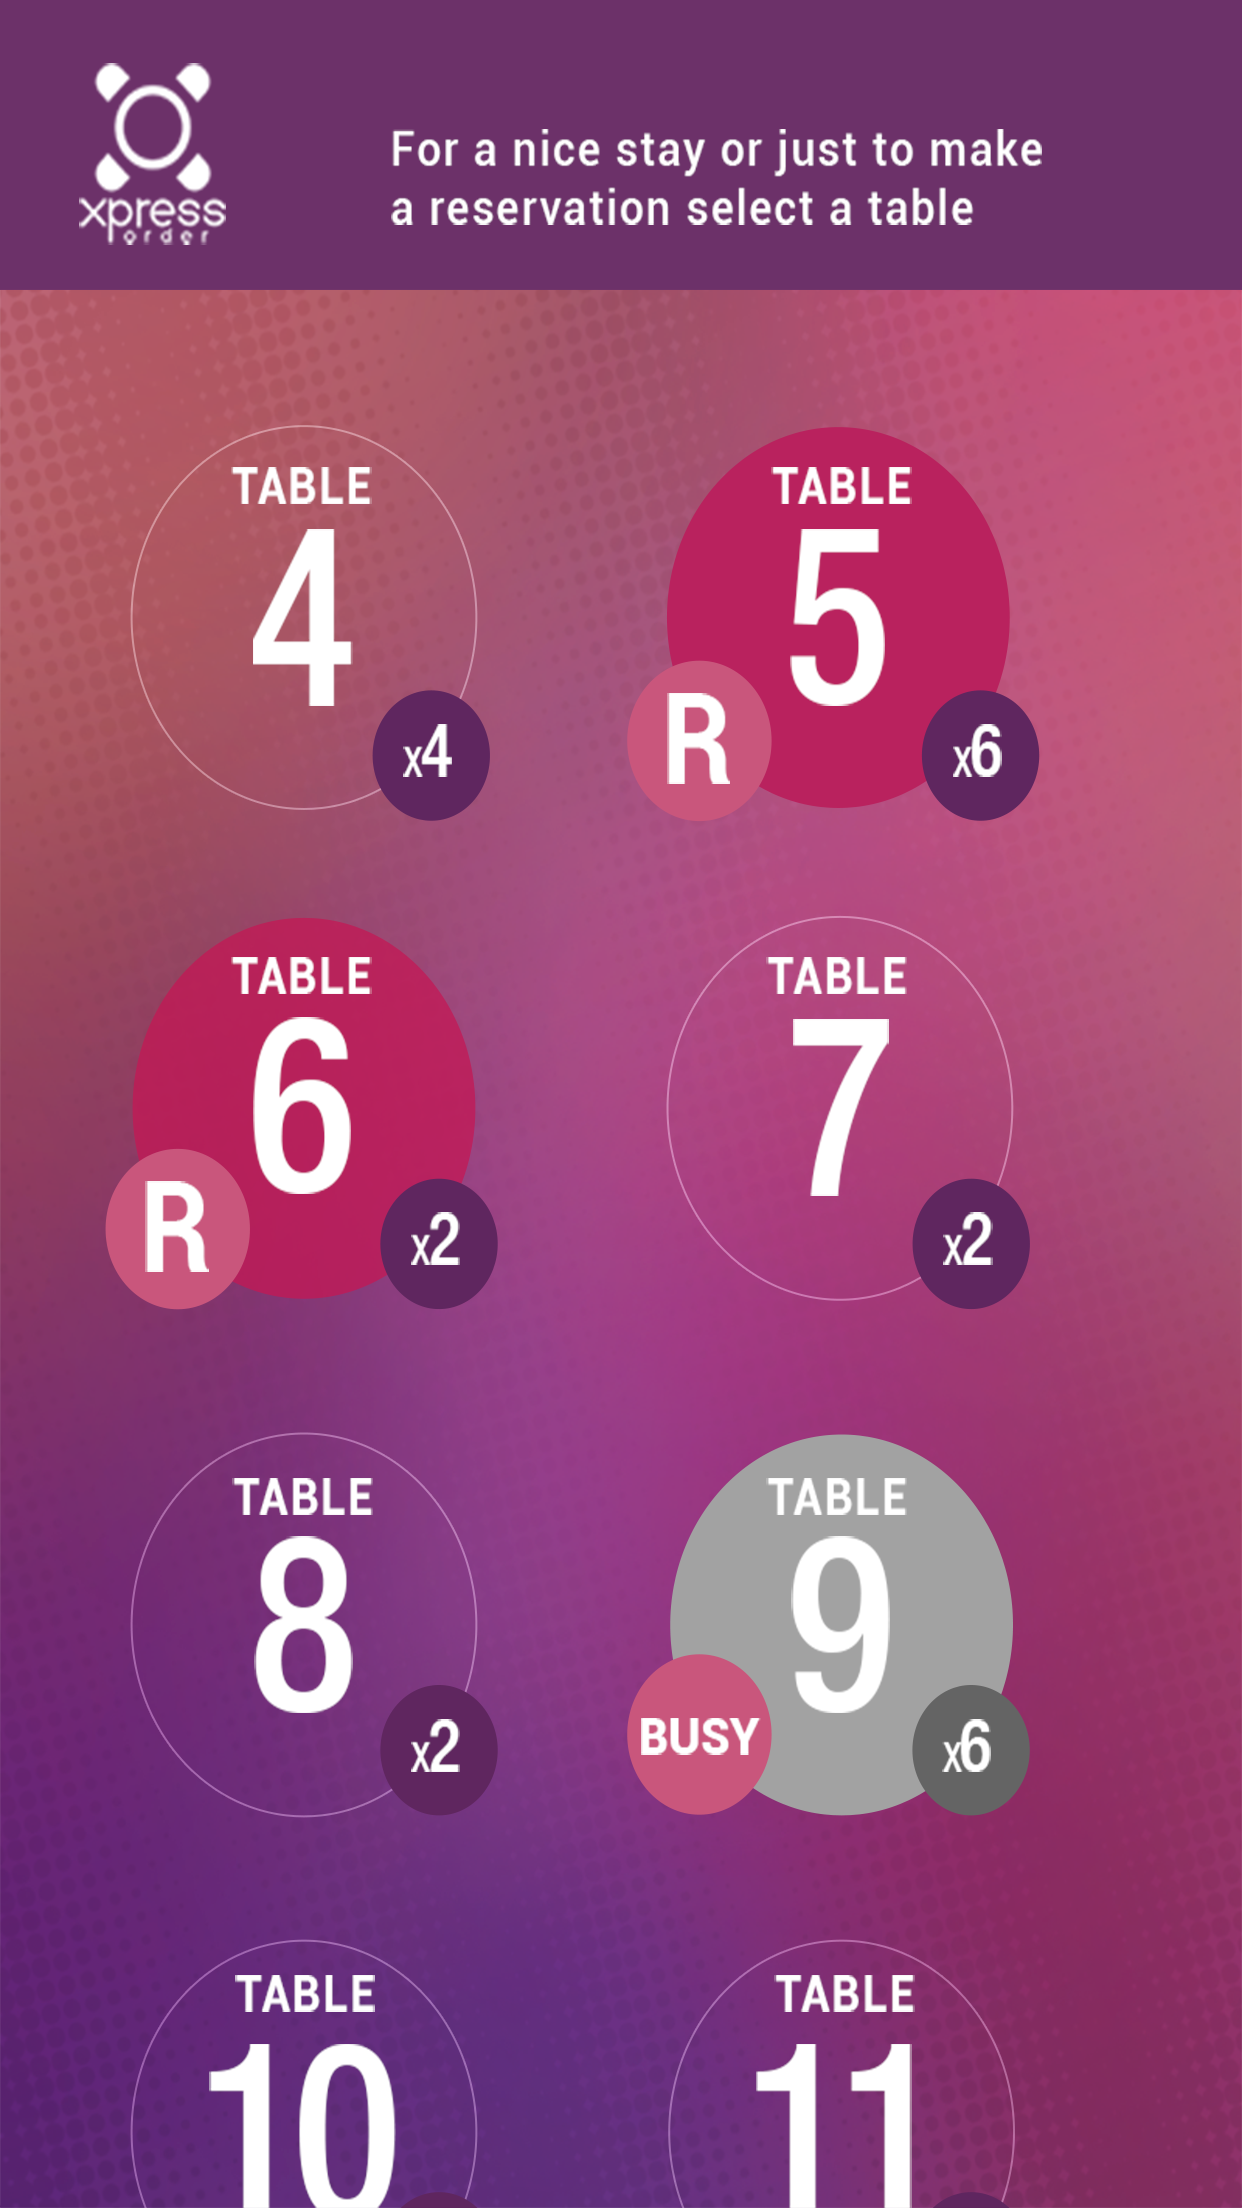 xpress
order
For a nice stay or just to make
a reservation select a table
TABLE
4
x4
TABLE
5
R
x6
TABLE
6
R
x2
TABLE
7
x2
TABLE
8
x2
TABLE
9
BUSY
x6
TABLE
10
TABLE
11